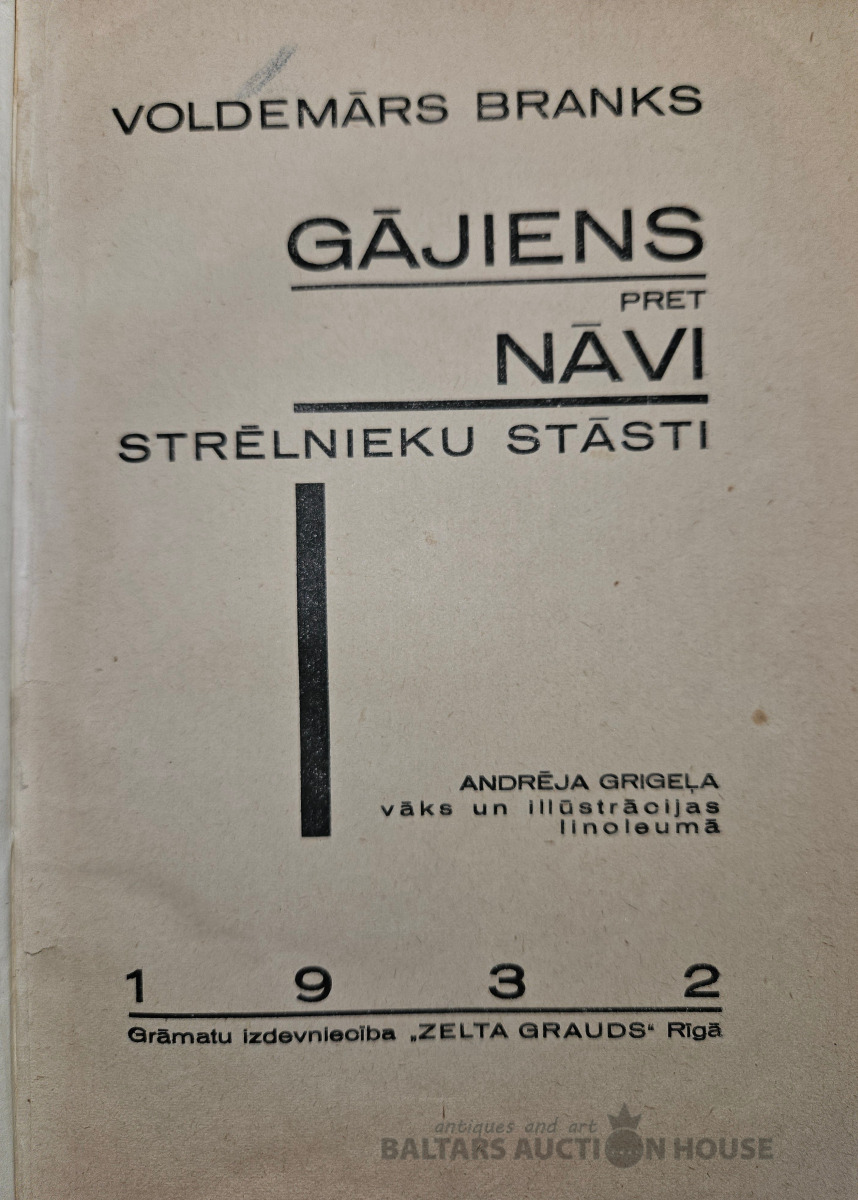 VOLDEMĀRS BRANKS
GĀJIENS
PRET
NĀVI
STRĒLNIEKU STĀSTI
ANDRĒJA GRIGEĻA
vāks un illūstrācijas
linoleumā
1 9 3 2
Grāmatu izdevniecība „ZELTA GRAUDS“ Rīgā
antiques and art
BALTARS AUCTION HOUSE